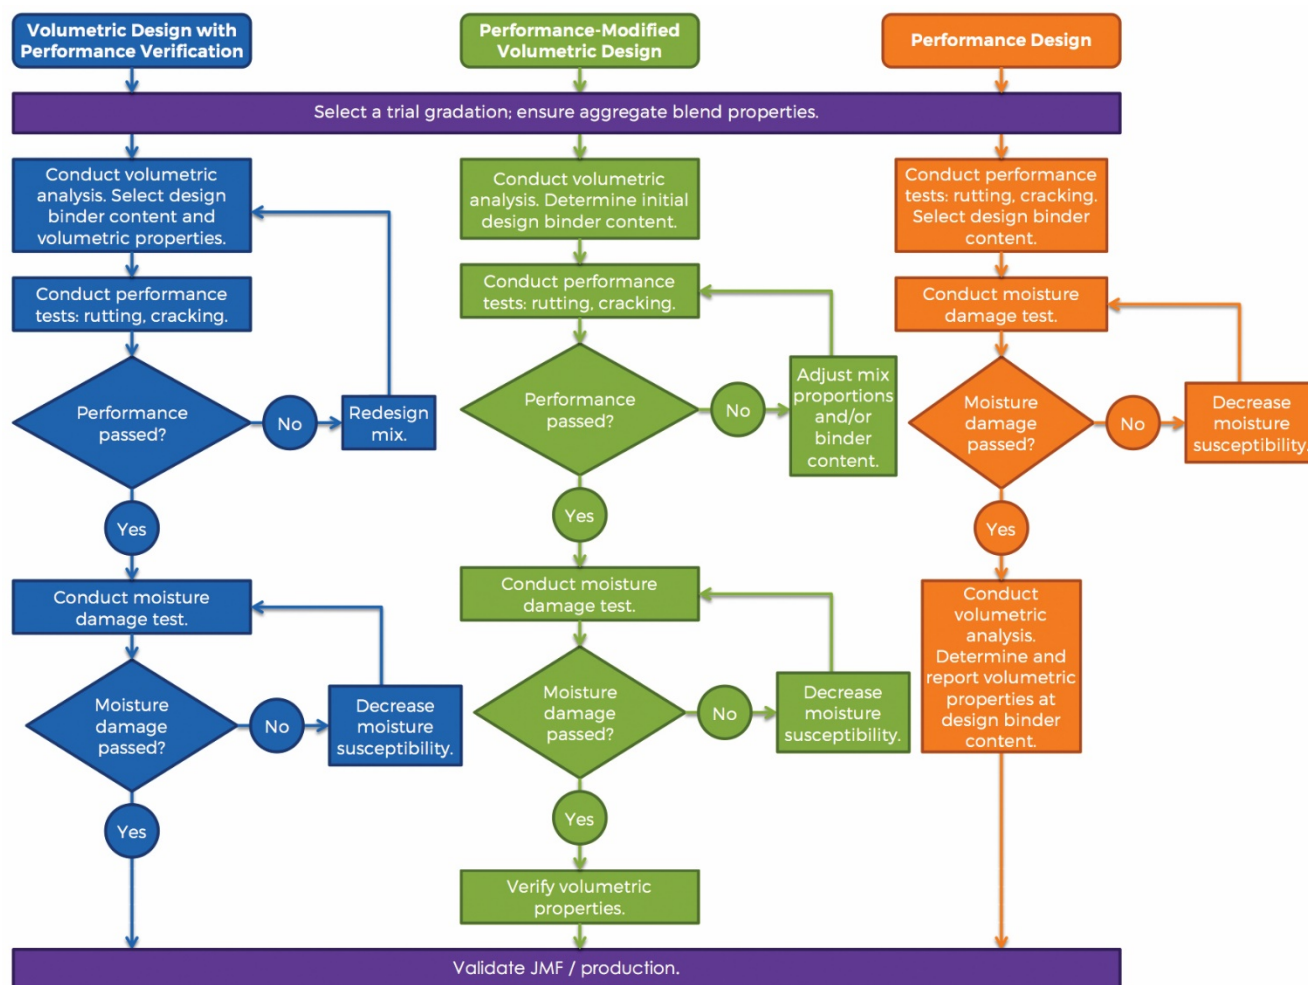 Volumetric Design with
Performance Verification
Performance-Modified
Volumetric Design
Performance Design
Select a trial gradation; ensure aggregate blend properties.
Conduct volumetric
analysis. Select design
binder content and
volumetric properties.
Conduct performance
tests: rutting, cracking.
Performance
passed?
No
Redesign
mix.
Yes
Conduct moisture
damage test.
Moisture
damage
passed?
No
Decrease
moisture
susceptibility.
Yes
Conduct volumetric
analysis. Determine initial
design binder content.
Conduct performance
tests: rutting, cracking.
Performance
passed?
No
Adjust mix
proportions
and/or
binder
content.
Yes
Conduct moisture
damage test.
Moisture
damage
passed?
No
Decrease
moisture
susceptibility.
Yes
Verify volumetric
properties.
Conduct performance
tests: rutting, cracking.
Select design binder
content.
Conduct moisture
damage test.
Moisture
damage
passed?
No
Decrease
moisture
susceptibility.
Yes
Conduct
volumetric
analysis.
Determine and
report volumetric
properties at
design binder
content.
Validate JMF / production.